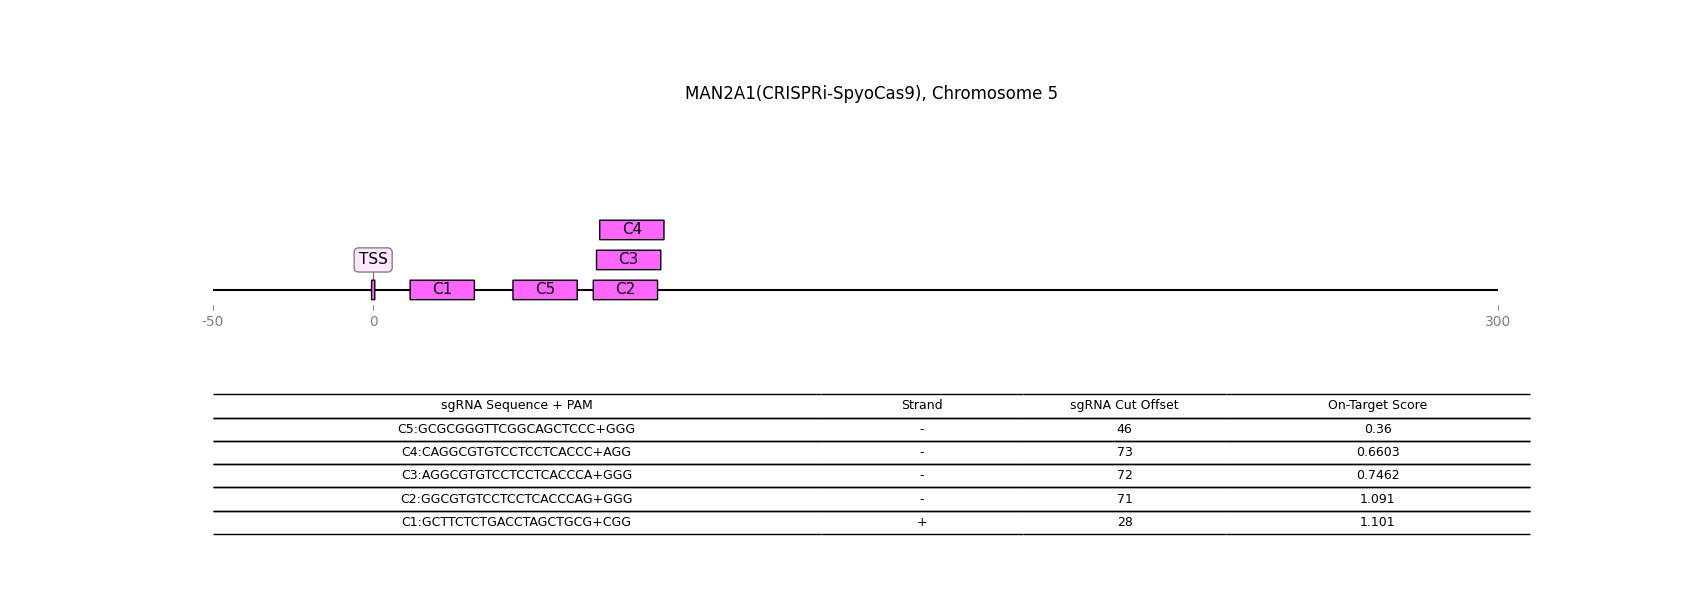 MAN2A1(CRISPRi-SpyoCas9), Chromosome 5
C4
TSS C3
C1 C5 C2
-50 0 300
sgRNA Sequence + PAM Strand sgRNA Cut Offset On-Target Score
C5:GCGCGGGTTCGGCAGCTCCC+GGG - 46 0.36
C4:CAGGCGTGTCCTCCTCACCC+AGG - 73 0.6603
C3:AGGCGTGTCCTCCTCACCCA+GGG - 72 0.7462
C2:GGCGTGTCCTCCTCACCCAG+GGG - 71 1.091
C1:GCTTCTCTGACCTAGCTGCG+CGG + 28 1.101